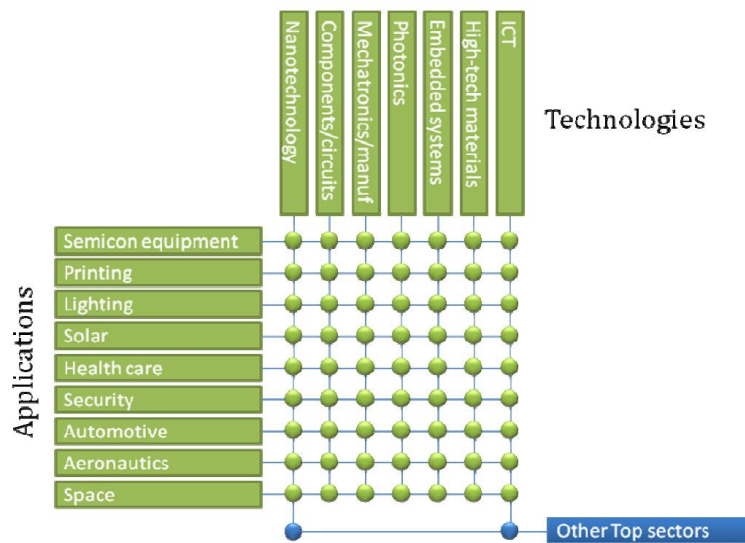 Nanotechnology
Components/circuits
Mechatronics/manuf
Photonics
Embedded systems
High-tech materials
ICT
Technologies
Applications
Semicon equipment
Printing
Lighting
Solar
Health care
Security
Automotive
Aeronautics
Space
Other Top sectors